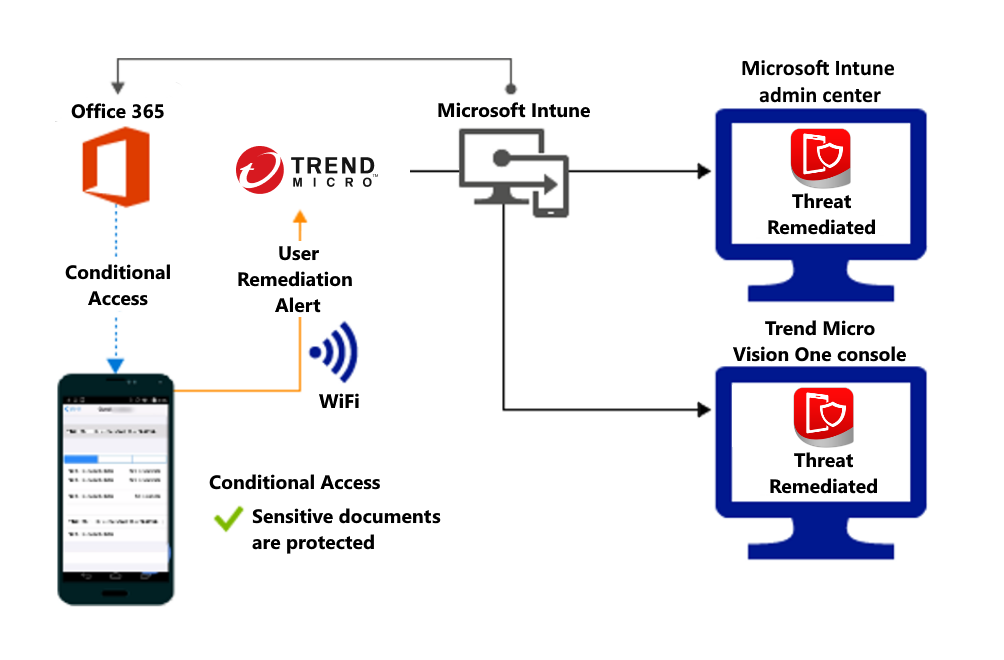 Microsoft Intune
admin center
Office 365
Microsoft Intune
TREND
MICRO™
Threat
Remediated
User
Remediation
Alert
Conditional
Access
Trend Micro
Vision One console
WiFi
Threat
Remediated
Conditional Access
Sensitive documents
are protected